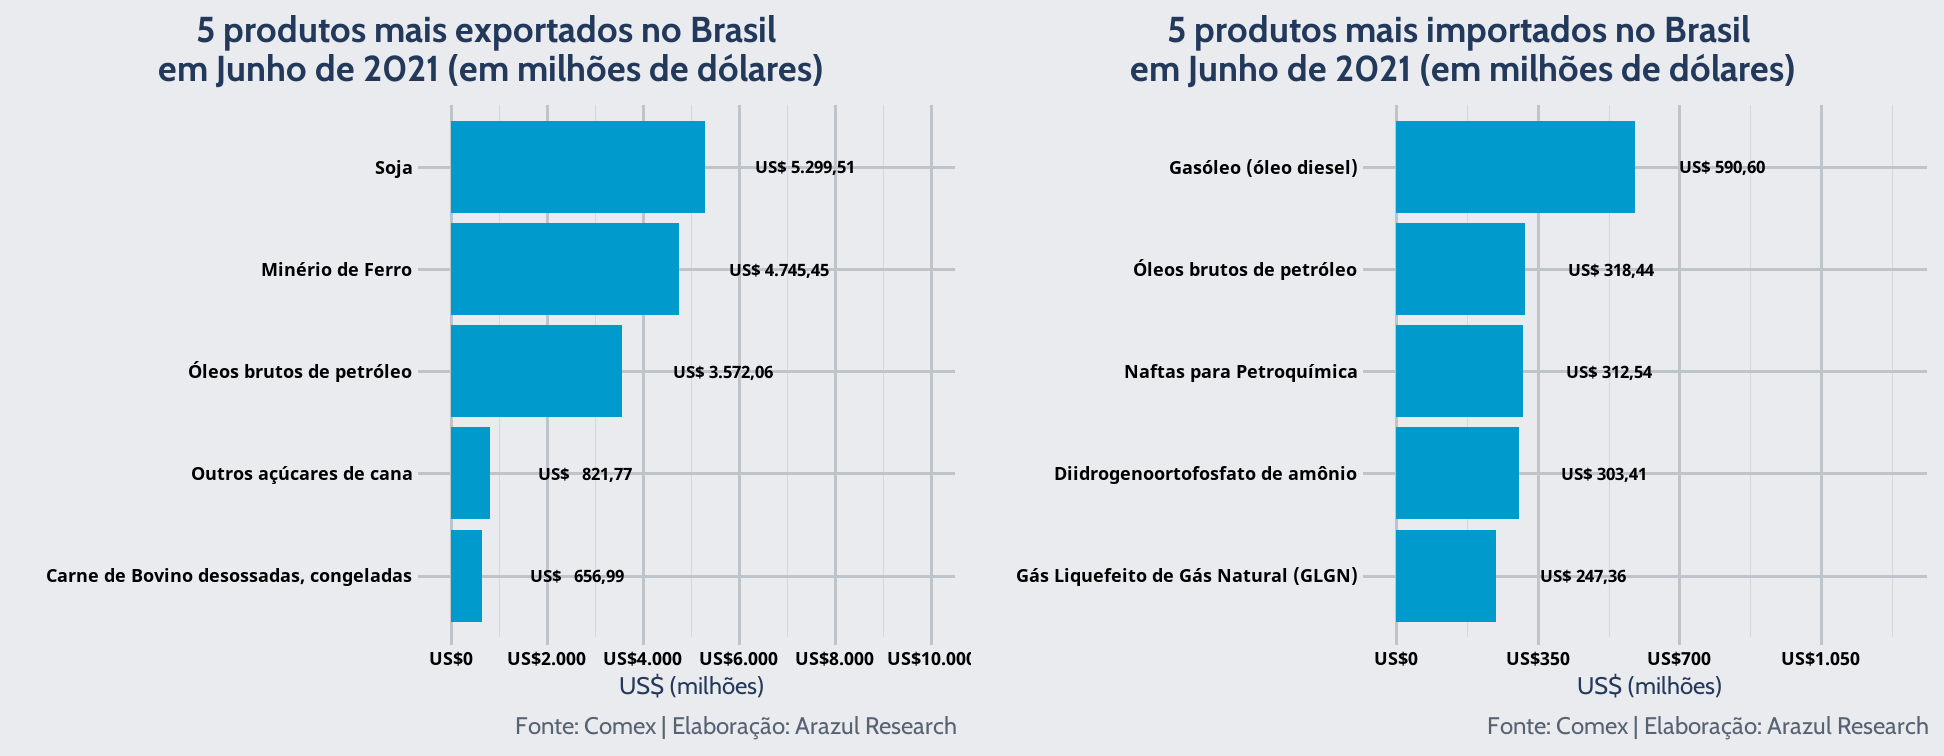 5 produtos mais exportados no Brasil
em Junho de 2021 (em milhões de dólares)
Soja
US$ 5.299,51
Minério de Ferro
US$ 4.745,45
Óleos brutos de petróleo
US$ 3.572,06
Outros açúcares de cana
US$ 821,77
Carne de Bovino desossadas, congeladas
US$ 656,99
US$0 US$2.000 US$4.000 US$6.000 US$8.000 US$10.000
US$ (milhões)
Fonte: Comex | Elaboração: Arazul Research
5 produtos mais importados no Brasil
em Junho de 2021 (em milhões de dólares)
Gasóleo (óleo diesel)
US$ 590,60
Óleos brutos de petróleo
US$ 318,44
Naftas para Petroquímica
US$ 312,54
Diidrogenoortofosfato de amônio
US$ 303,41
Gás Liquefeito de Gás Natural (GLGN)
US$ 247,36
US$0 US$350 US$700 US$1.050
US$ (milhões)
Fonte: Comex | Elaboração: Arazul Research